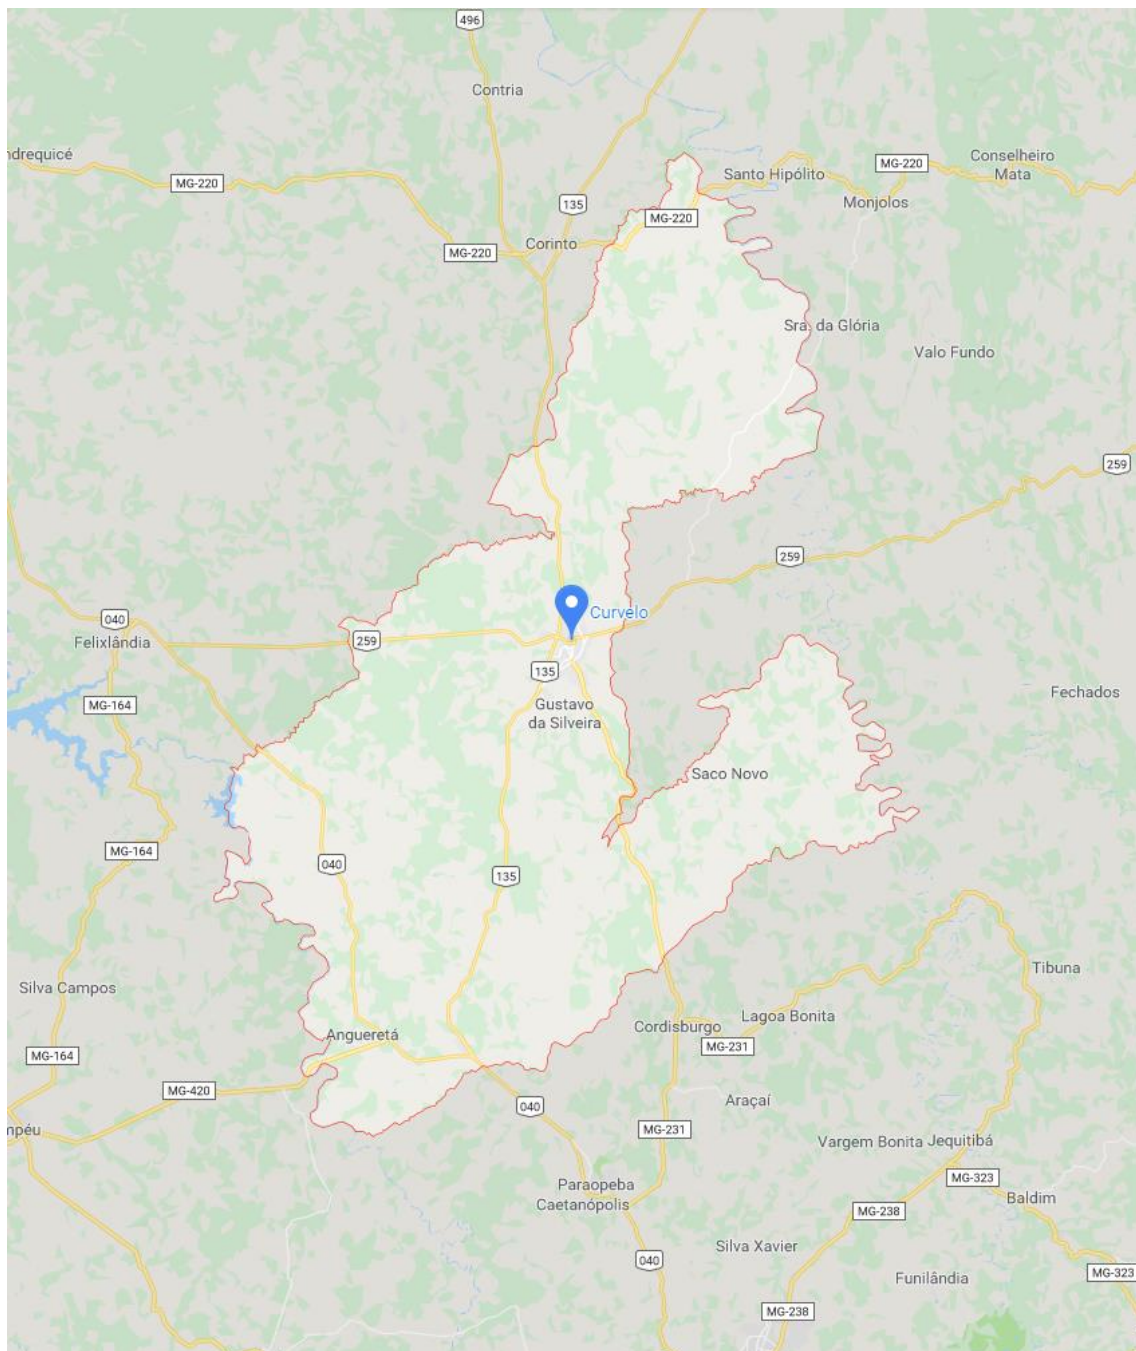 496
Contria
ndrequicé
MG-220
MG-220
Conselheiro
Mata
Santo Hipólito
Monjolos
135
MG-220
Corinto
MG-220
Sra. da Glória
Valo Fundo
259
259
040
Curvelo
Felixlândia
259
135
Fechados
MG-164
Gustavo
da Silveira
Saco Novo
MG-164
040
135
Tibuna
Silva Campos
Lagoa Bonita
Cordisburgo
Angueretá
MG-231
MG-164
MG-420
Araçaí
040
MG-231
mpéu
Vargem Bonita
Jequitibá
MG-323
Paraopeba
Caetanópolis
Baldim
MG-238
Silva Xavier
040
Funilândia
MG-323
MG-238